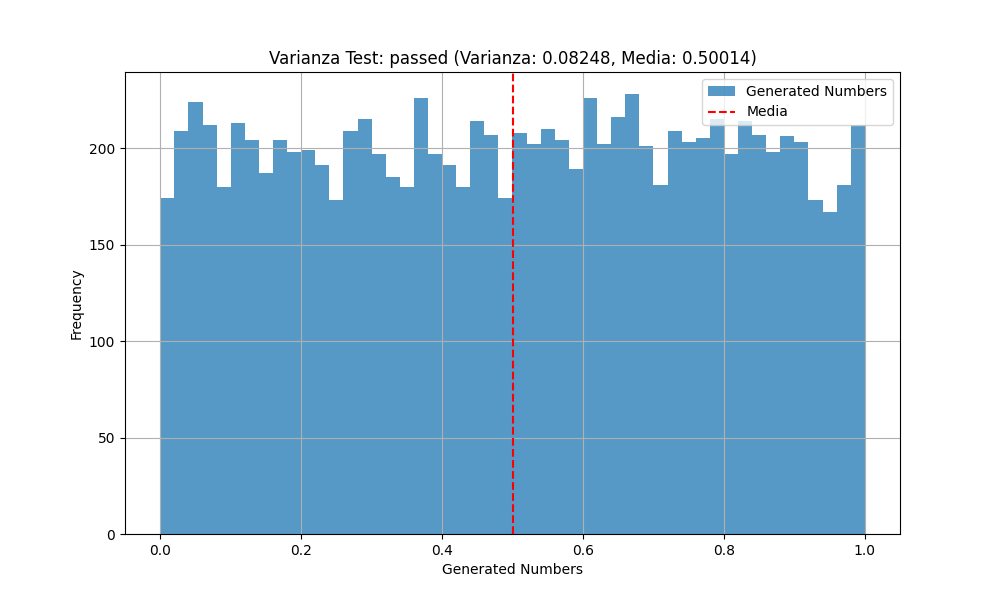 Varianza Test: passed (Varianza: 0.08248, Media: 0.50014)
Generated Numbers
Media
Frequency
200
150
100
50
0
0.0 0.2 0.4 0.6 0.8 1.0
Generated Numbers